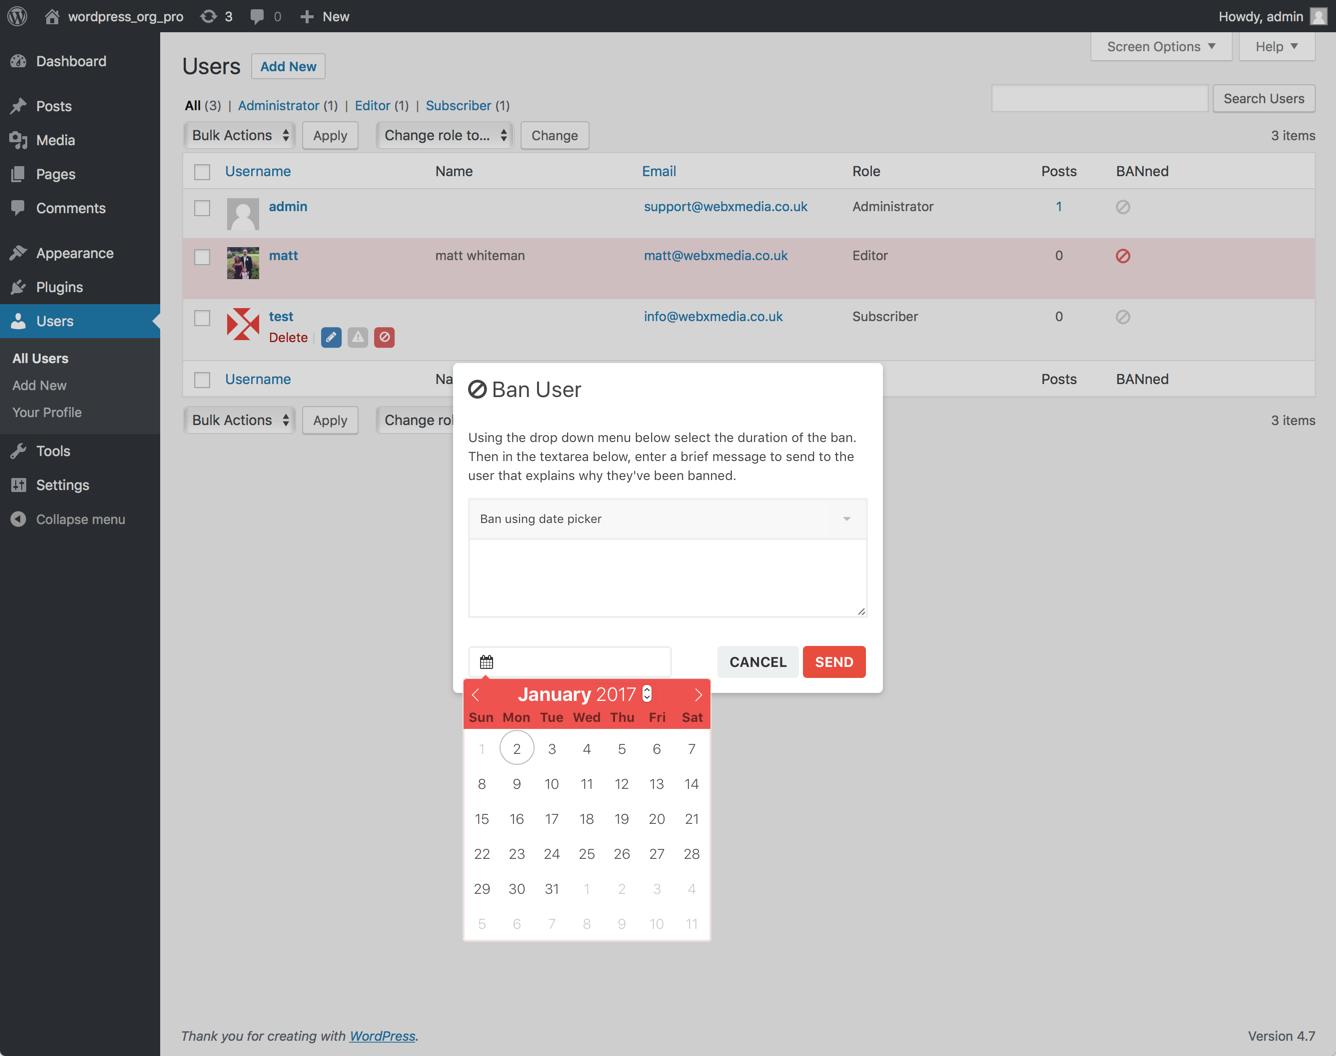 wordpress_org_pro 3 0 New Howdy, admin
Dashboard
Posts
Media
Pages
Comments
Appearance
Plugins
Users
All Users
Add New
Your Profile
Tools
Settings
Collapse menu
Screen Options Help
Users Add New
All (3) | Administrator (1) | Editor (1) | Subscriber (1)
Search Users
Bulk Actions Apply Change role to... Change 3 items
Username Name Email Role Posts BANned
admin support@webxmedia.co.uk Administrator 1
matt matt whiteman matt@webxmedia.co.uk Editor 0
test info@webxmedia.co.uk Subscriber 0
Delete |
Username Na Posts BANned
Bulk Actions Apply Change rol 3 items
Ban User
Using the drop down menu below select the duration of the ban.
Then in the textarea below, enter a brief message to send to the
user that explains why they've been banned.
Ban using date picker
CANCEL SEND
January 2017
Sun Mon Tue Wed Thu Fri Sat
1 2 3 4 5 6 7
8 9 10 11 12 13 14
15 16 17 18 19 20 21
22 23 24 25 26 27 28
29 30 31 1 2 3 4
5 6 7 8 9 10 11
Thank you for creating with WordPress. Version 4.7